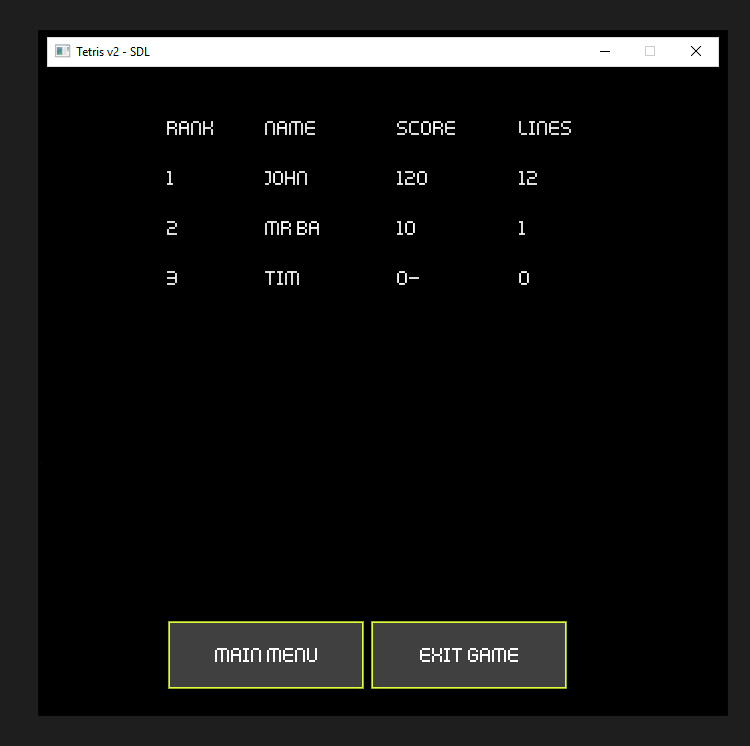 Tetris v2 - SDL
RANK NAME SCORE LINES
1 JOHN 120 12
2 MR BA 10 1
3 TIM 0- 0
MAIN MENU EXIT GAME